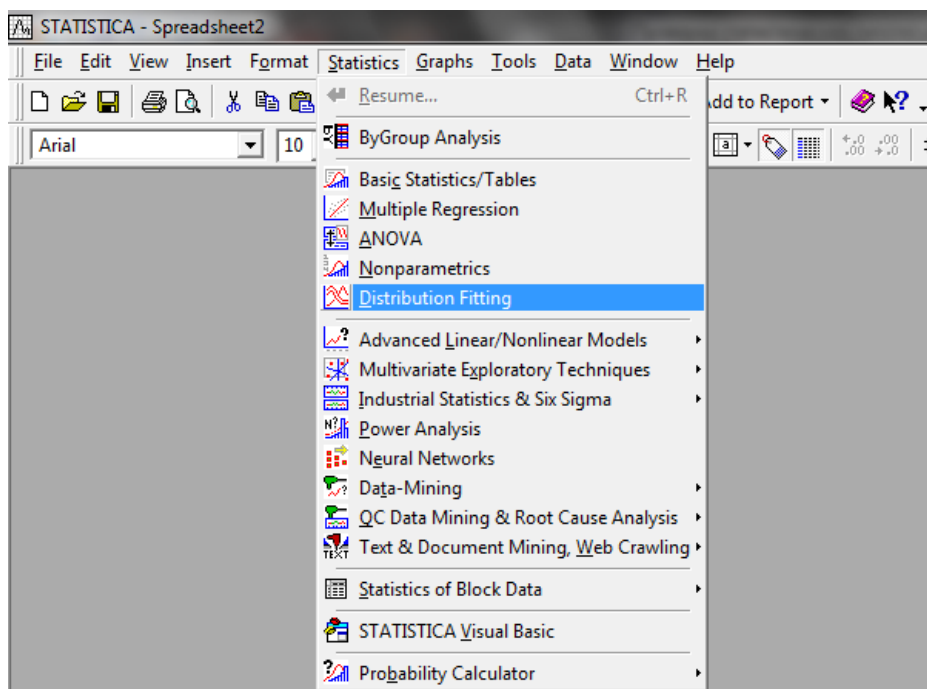 STATISTICA - Spreadsheet2
File Edit View Insert Format Statistics Graphs Tools Data Window Help
Resume... Ctrl+R
Add to Report
Arial 10
ByGroup Analysis
Basic Statistics/Tables
Multiple Regression
ANOVA
Nonparametrics
Distribution Fitting
Advanced Linear/Nonlinear Models
Multivariate Exploratory Techniques
Industrial Statistics & Six Sigma
Power Analysis
Neural Networks
Data-Mining
QC Data Mining & Root Cause Analysis
Text & Document Mining, Web Crawling
Statistics of Block Data
STATISTICA Visual Basic
Probability Calculator